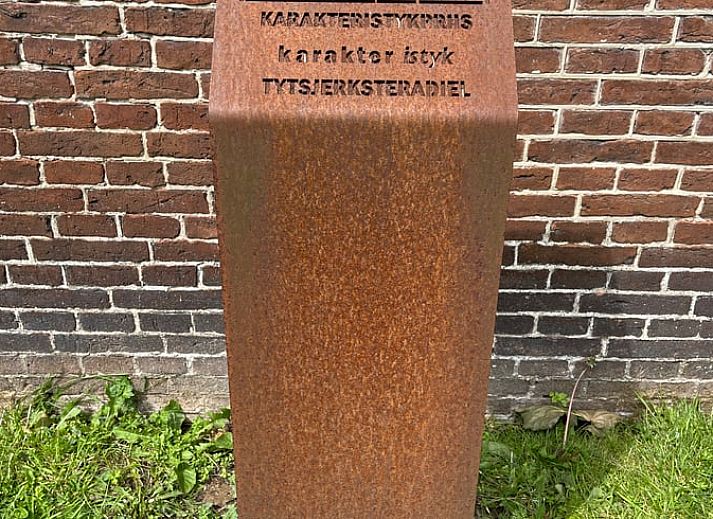 KARAKTERISTYKPRIIS
karakter istyk
TYTSJERKSTERADIEL